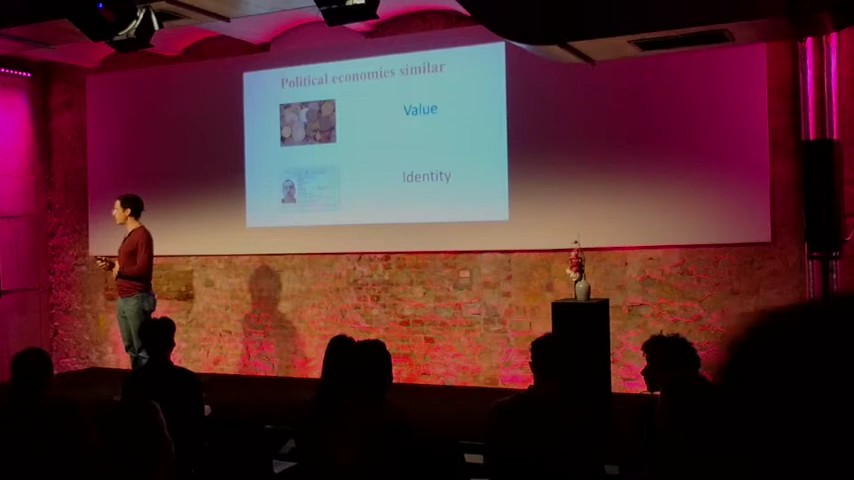 Political economies similar
Value
Identity